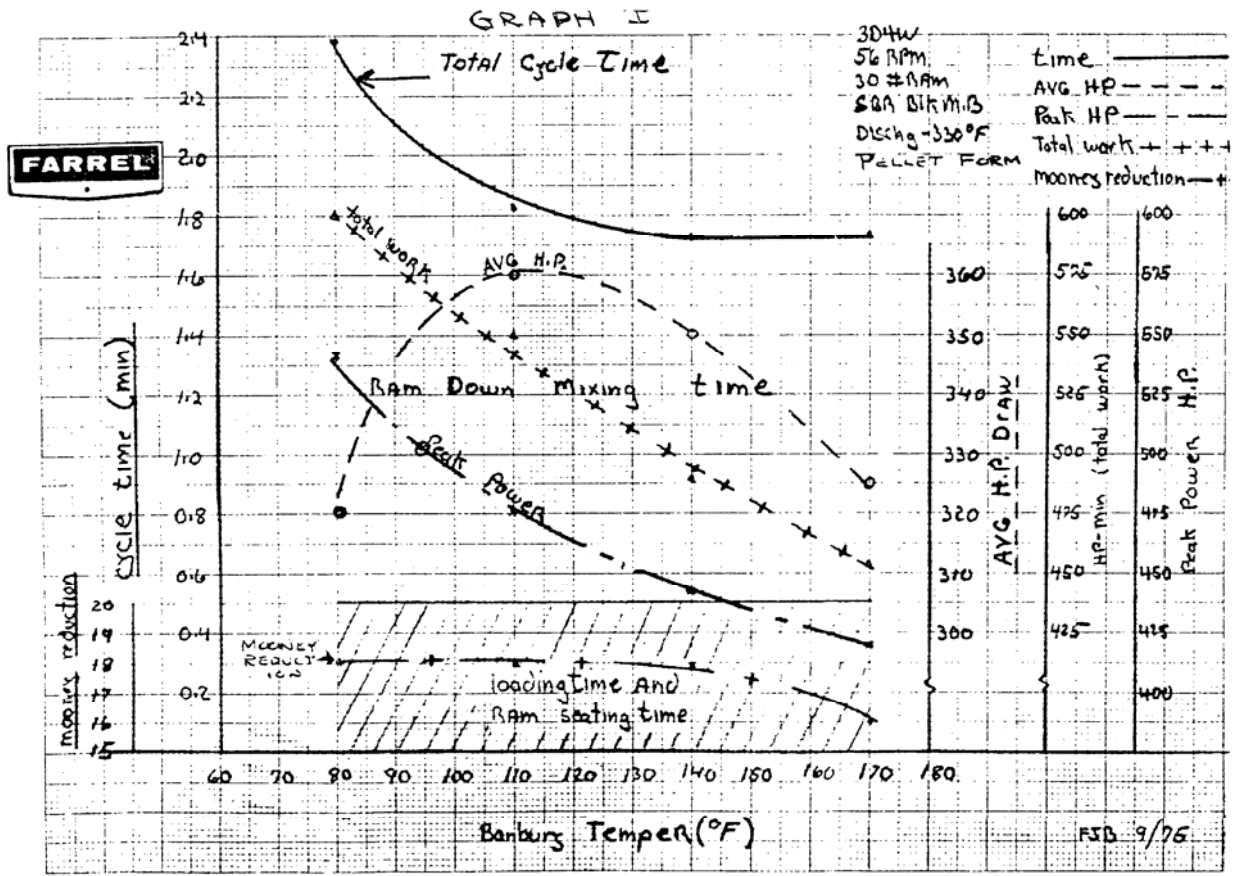 GRAPH I
3D4W
56 RPM
30 # RAM
SBR Blk M.B
Dischg - 330°F
PELLET FORM
time
AVG HP
Peak HP
Total work
mooney reduction
FARREL
Total Cycle Time
Total WORK
AVG H.P.
RAM Down Mixing time
Peak Power
MOONEY
REDUCT
ION
loading time And
RAM seating time
cycle time (min)
2.4
2.2
2.0
1.8
1.6
1.4
1.2
1.0
0.8
0.6
0.4
0.2
mooney reduction
20
19
18
17
16
15
AVG H.P. Draw
360
350
340
330
320
310
300
HP-min (total work)
600
575
550
525
500
475
450
425
Peak Power H.P.
600
575
550
525
500
475
450
425
400
60 70 80 90 100 110 120 130 140 150 160 170 180
Banbury Temper (°F)
FJB 9/76